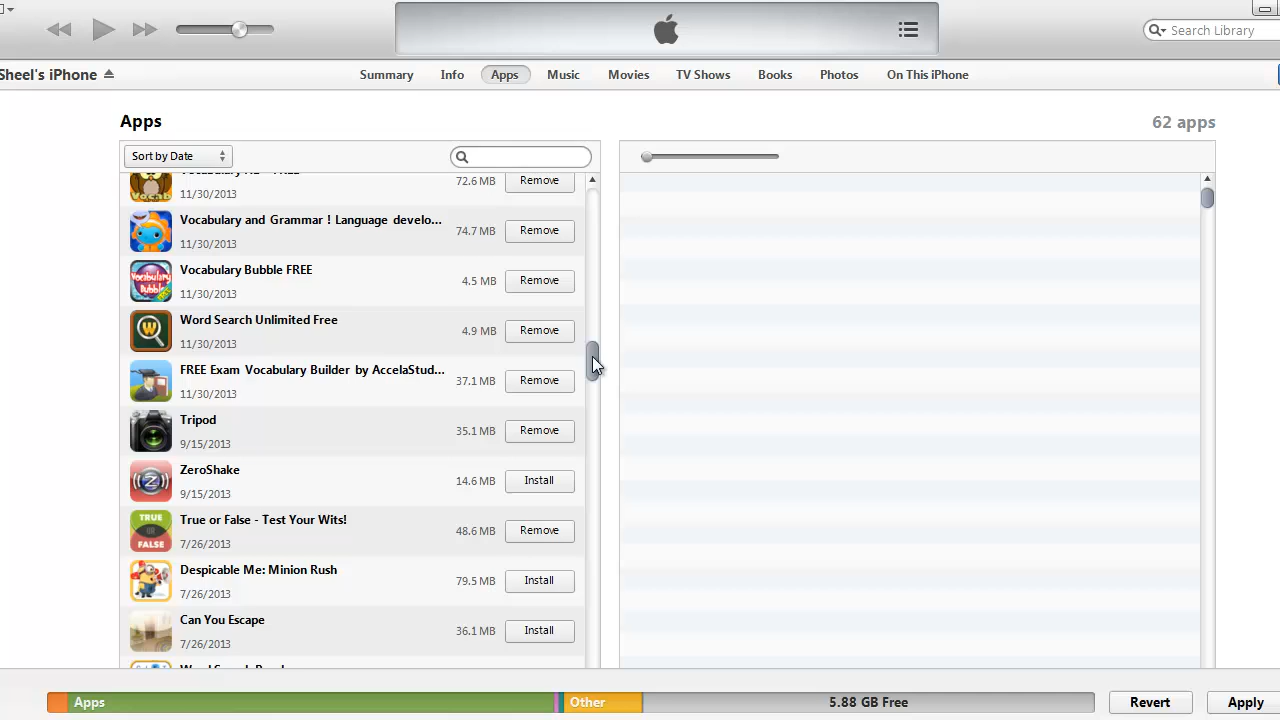 Search Library
Sheel's iPhone
Summary Info Apps Music Movies TV Shows Books Photos On This iPhone
Apps
62 apps
Sort by Date
72.6 MB Remove
11/30/2013
Vocabulary and Grammar ! Language develo...
74.7 MB Remove
11/30/2013
Vocabulary Bubble FREE
4.5 MB Remove
11/30/2013
Word Search Unlimited Free
4.9 MB Remove
11/30/2013
FREE Exam Vocabulary Builder by AccelaStud...
37.1 MB Remove
11/30/2013
Tripod
35.1 MB Remove
9/15/2013
ZeroShake
14.6 MB Install
9/15/2013
True or False - Test Your Wits!
TRUE OR FALSE
48.6 MB Remove
7/26/2013
Despicable Me: Minion Rush
79.5 MB Install
7/26/2013
Can You Escape
36.1 MB Install
7/26/2013
Apps Other 5.88 GB Free Revert Apply